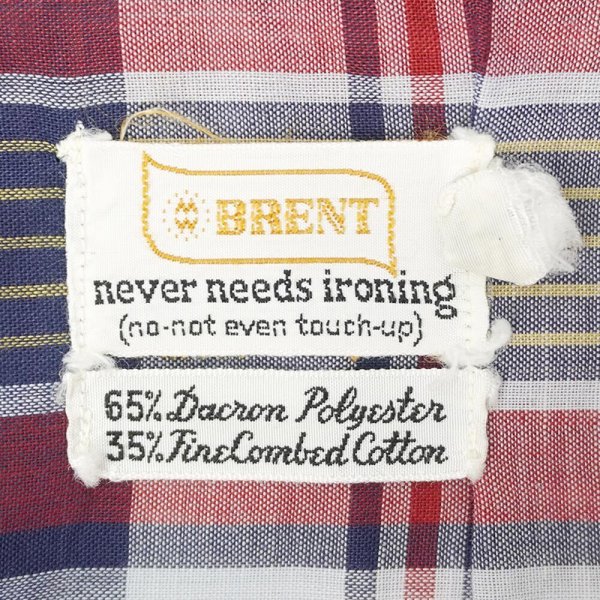 BRENT
never needs ironing
(no-not even touch-up)
65% Dacron Polyester
35% Fine Combed Cotton